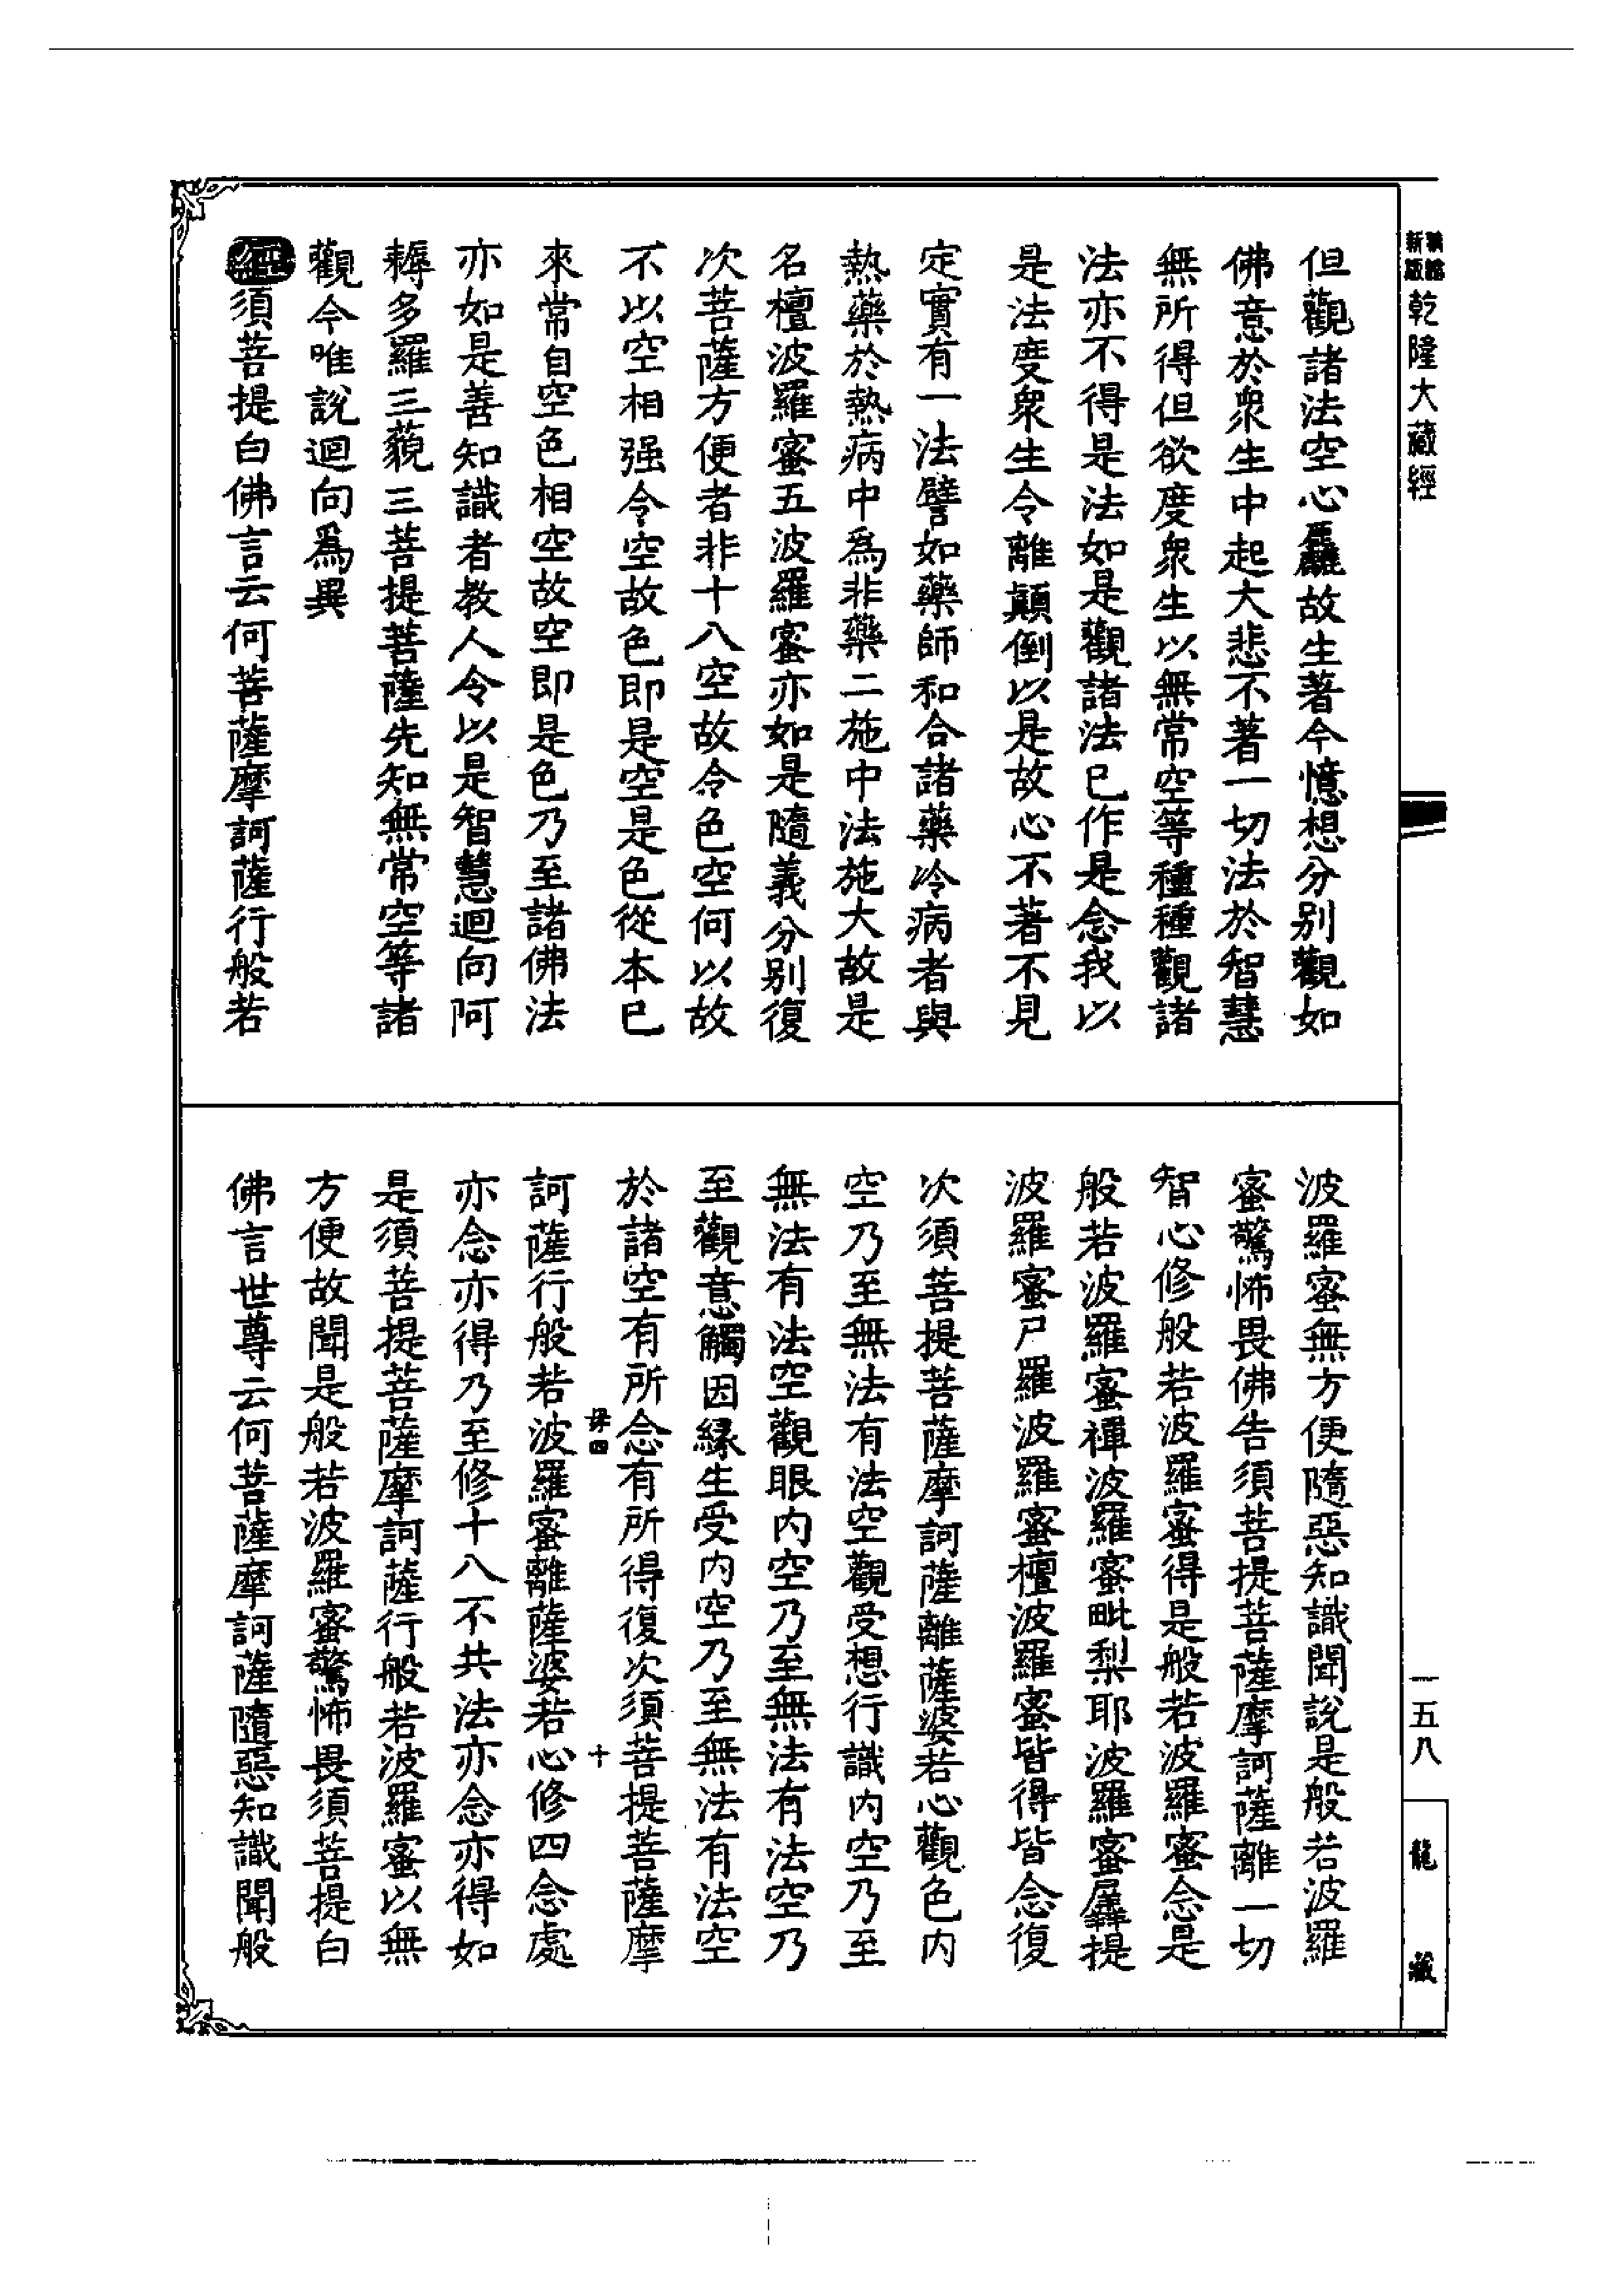 乾隆大藏經
一五八
龍藏
但觀諸法空心麤故生著今憶想分别觀如
佛意於衆生中起大悲不著一切法於智慧
無所得但欲度衆生以無常空等種種觀諸
法亦不得是法如是觀諸法已作是念我以
是法度衆生令離顛倒以是故心不著不見
定實有一法譬如藥師和合諸藥冷病者與
熱藥於熱病中爲非藥二施中法施大故是
名檀波羅蜜五波羅蜜亦如是隨義分别復
次菩薩方便者非十八空故令色空何以故
不以空相强令空故色即是空是色從本已
來常自空色相空故空即是色乃至諸佛法
亦如是善知識者教人令以是智慧迴向阿
耨多羅三藐三菩提菩薩先知無常空等諸
觀今唯説迴向爲異
經須菩提白佛言云何菩薩摩訶薩行般若
波羅蜜無方便隨惡知識聞説是般若波羅
蜜驚怖畏佛告須菩提菩薩摩訶薩離一切
智心修般若波羅蜜得是般若波羅蜜念是
般若波羅蜜禪波羅蜜毗梨耶波羅蜜羼提
波羅蜜尸羅波羅蜜檀波羅蜜皆得皆念復
次須菩提菩薩摩訶薩離薩婆若心觀色内
空乃至無法有法空觀受想行識内空乃至
無法有法空觀眼内空乃至無法有法空乃
至觀意觸因緣生受内空乃至無法有法空
於諸空有所念有所得復次須菩提菩薩摩
訶薩行般若波羅蜜離薩婆若心修四念處
十
亦念亦得乃至修十八不共法亦念亦得如
是須菩提菩薩摩訶薩行般若波羅蜜以無
方便故聞是般若波羅蜜驚怖畏須菩提白
佛言世尊云何菩薩摩訶薩隨惡知識聞般